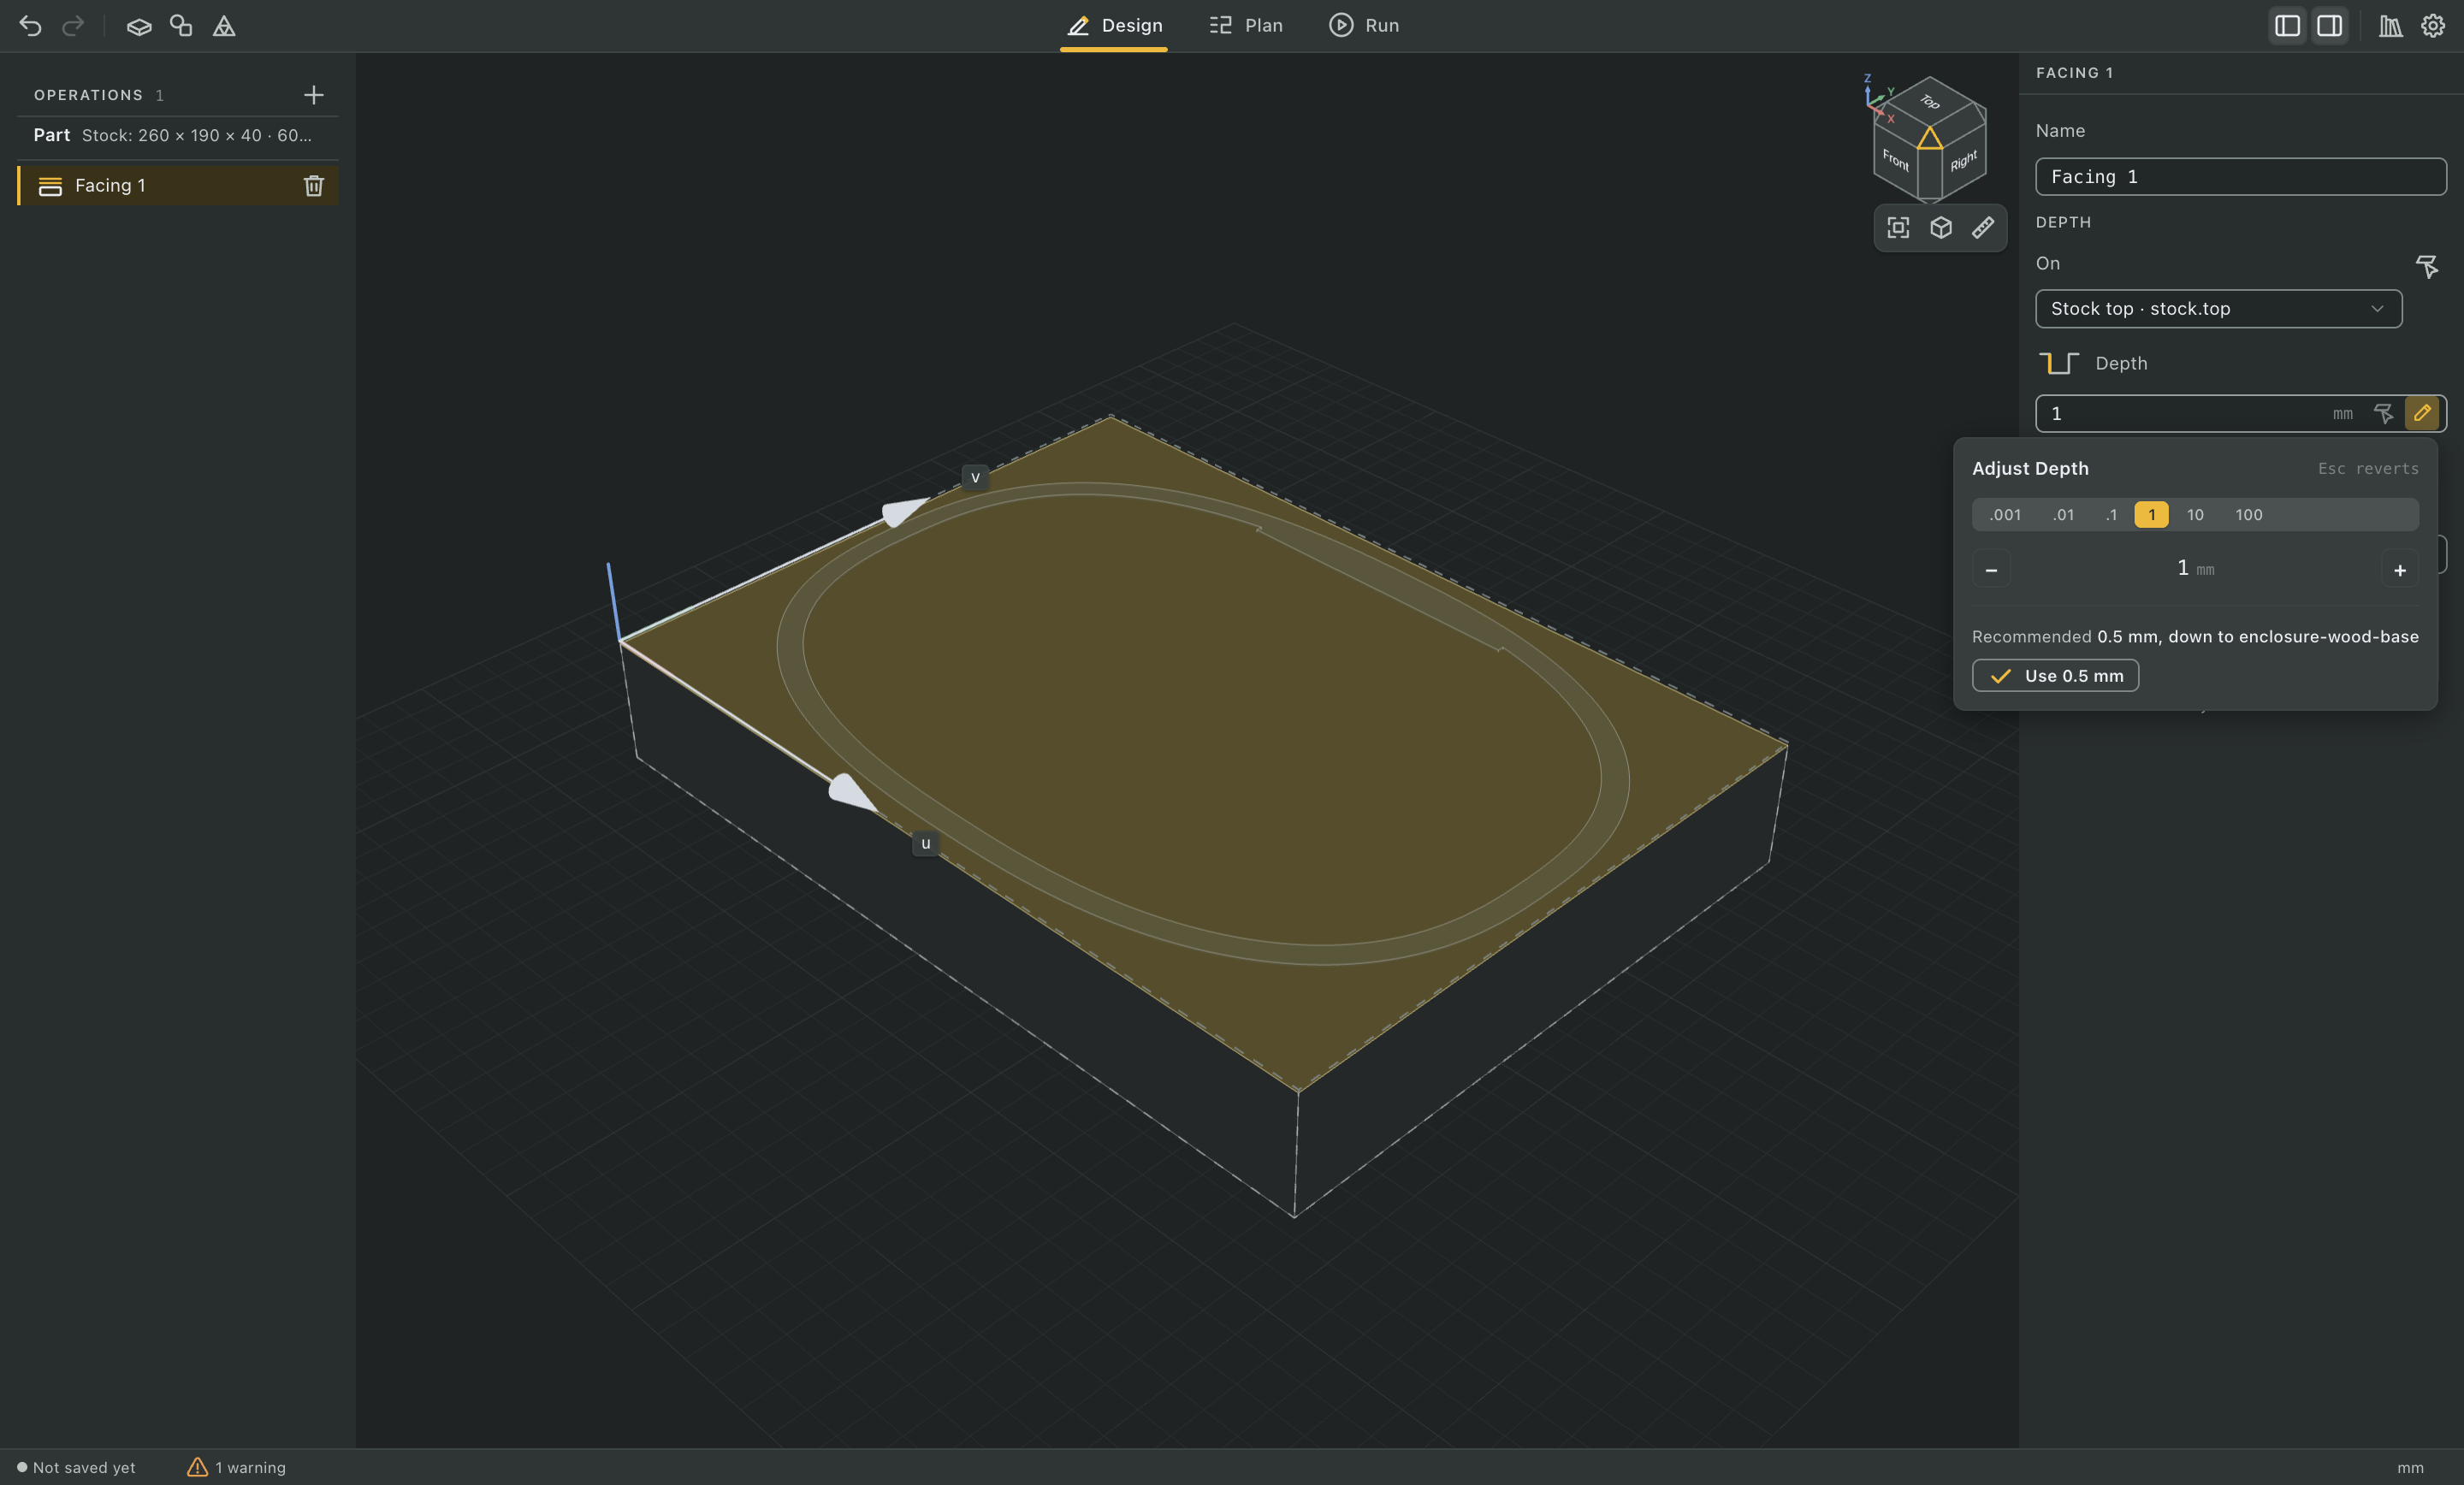 Design
Plan
Run
OPERATIONS 1
Part Stock: 260 × 190 × 40 · 60...
Facing 1
v
u
Z
Y
X
Top
Front
Right
FACING 1
Name
Facing 1
DEPTH
On
Stock top · stock.top
Depth
1 mm
Adjust Depth Esc reverts
.001 .01 .1 1 10 100
− 1 mm +
Recommended 0.5 mm, down to enclosure-wood-base
Use 0.5 mm
Not saved yet
1 warning
mm